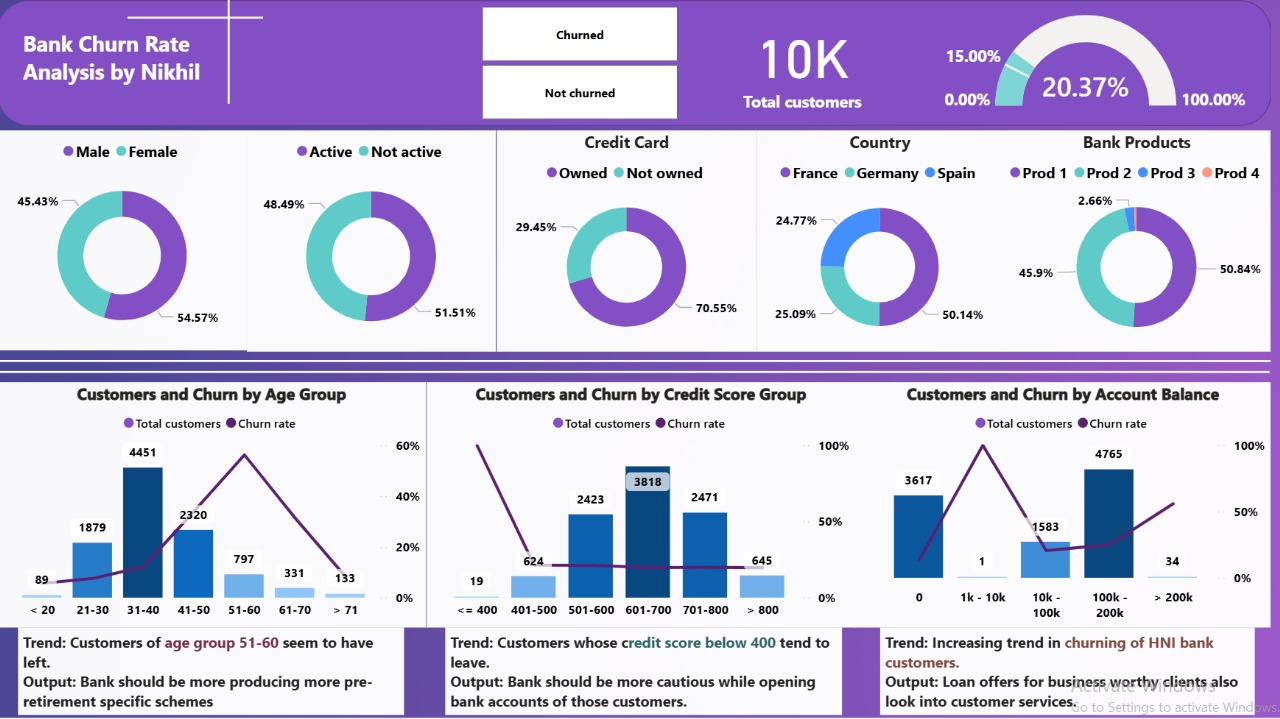 Bank Churn Rate
Analysis by Nikhil
Churned
Not churned
10K
Total customers
15.00%
0.00%
20.37%
100.00%
Male Female
45.43%
54.57%
Active Not active
48.49%
51.51%
Credit Card
Owned Not owned
29.45%
70.55%
Country
France Germany Spain
24.77%
25.09%
50.14%
Bank Products
Prod 1 Prod 2 Prod 3 Prod 4
2.66%
45.9%
50.84%
Customers and Churn by Age Group
Total customers Churn rate
60%
40%
20%
0%
89
1879
4451
2320
797
331
133
< 20 21-30 31-40 41-50 51-60 61-70 > 71
Customers and Churn by Credit Score Group
Total customers Churn rate
100%
50%
0%
19
624
2423
3818
2471
645
<= 400 401-500 501-600 601-700 701-800 > 800
Customers and Churn by Account Balance
Total customers Churn rate
100%
50%
0%
3617
1
1583
4765
34
0 1k - 10k 10k - 100k - > 200k
100k 200k
Trend: Customers of age group 51-60 seem to have
left.
Output: Bank should be more producing more pre-
retirement specific schemes
Trend: Customers whose credit score below 400 tend to
leave.
Output: Bank should be more cautious while opening
bank accounts of those customers.
Trend: Increasing trend in churning of HNI bank
customers.
Output: Loan offers for business worthy clients also
look into customer services.
Activate Windows
Go to Settings to activate Windows.